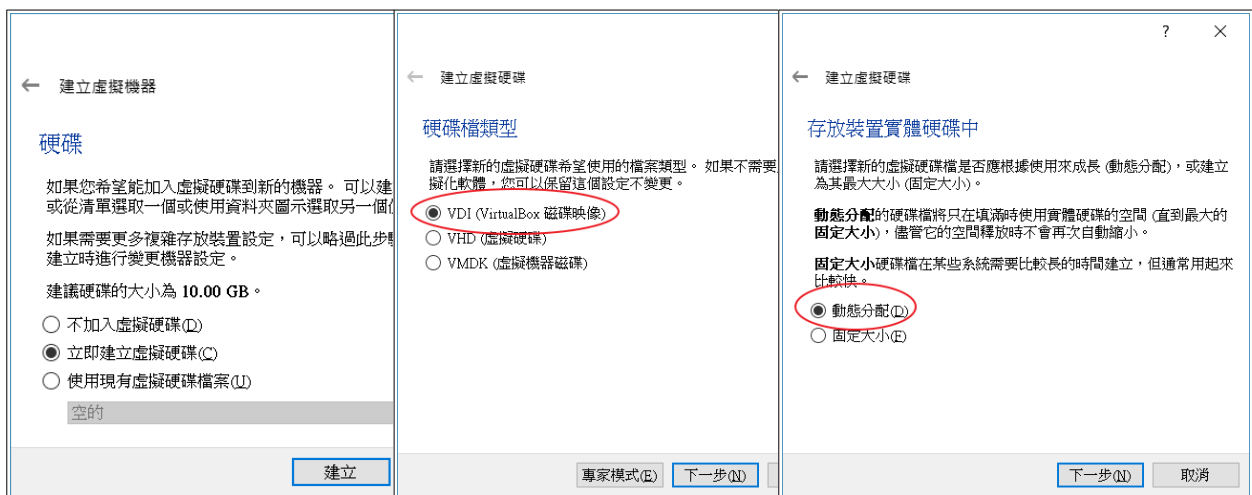 ← 建立虛擬機器
硬碟
如果您希望能加入虛擬硬碟到新的機器。 可以建
或從清單選取一個或使用資料夾圖示選取另一個
如果需要更多複雜存放裝置設定，可以略過此步
建立時進行變更機器設定。
建議硬碟的大小為 10.00 GB。
不加入虛擬硬碟(D)
立即建立虛擬硬碟(C)
使用現有虛擬硬碟檔案(U)
空的
建立
← 建立虛擬硬碟
硬碟檔類型
請選擇新的虛擬硬碟希望使用的檔案類型。 如果不需要
擬化軟體，您可以保留這個設定不變更。
VDI (VirtualBox 磁碟映像)
VHD (虛擬硬碟)
VMDK (虛擬機器磁碟)
專家模式(E) 下一步(N)
? ×
← 建立虛擬硬碟
存放裝置實體硬碟中
請選擇新的虛擬硬碟檔是否應根據使用來成長 (動態分配)，或建立
為其最大大小 (固定大小)。
動態分配的硬碟檔將只在填滿時使用實體硬碟的空間 (直到最大的
固定大小)，儘管它的空間釋放時不會再次自動縮小。
固定大小硬碟檔在某些系統需要比較長的時間建立，但通常用起來
比較快。
動態分配(D)
固定大小(F)
下一步(N) 取消